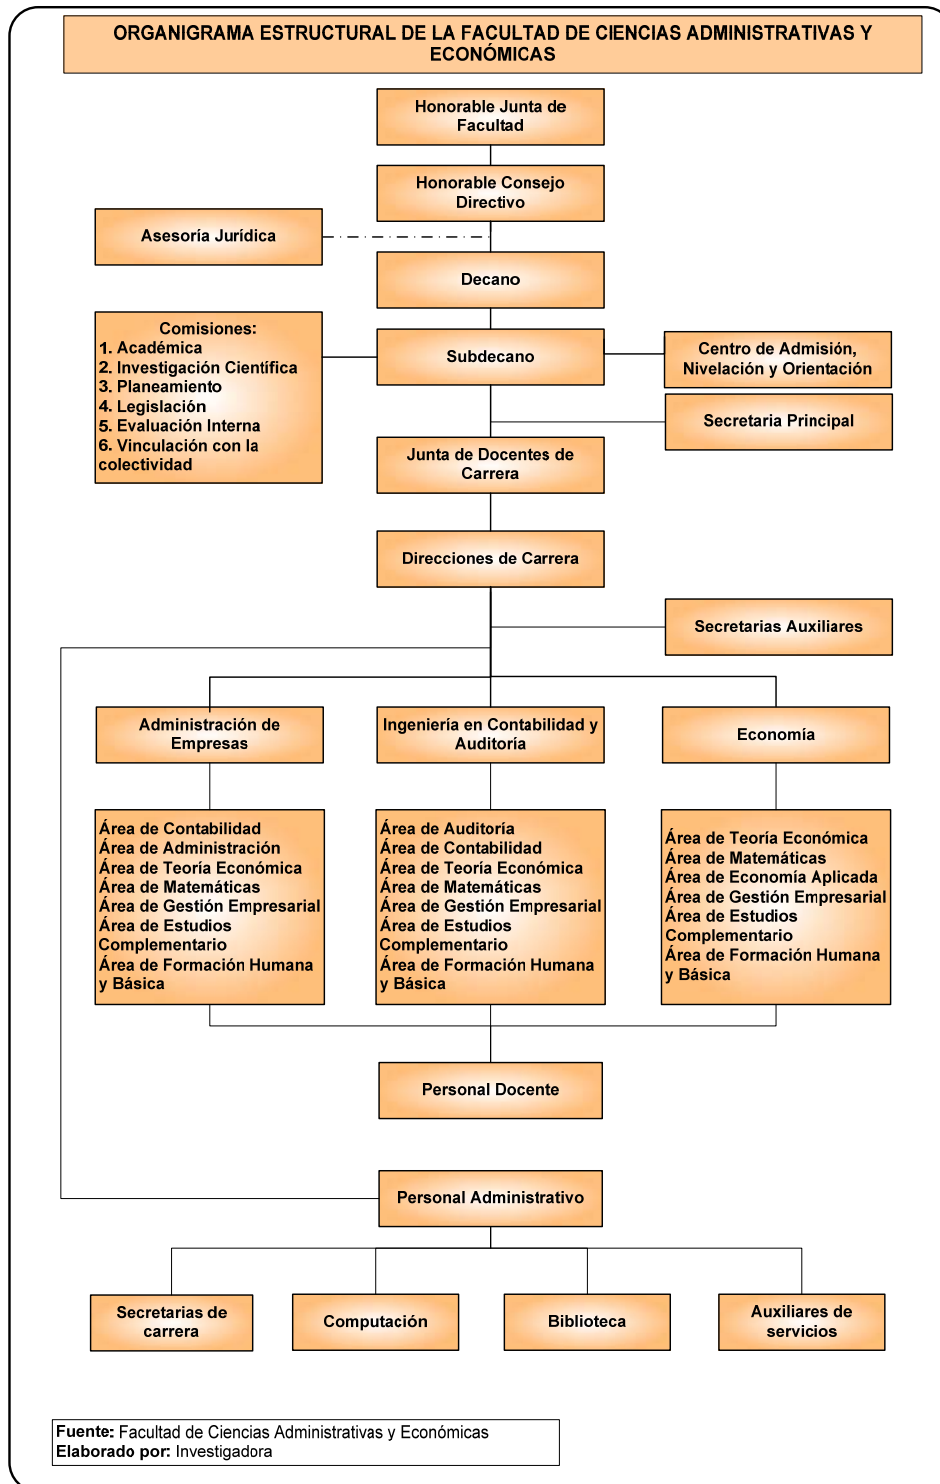 ORGANIGRAMA ESTRUCTURAL DE LA FACULTAD DE CIENCIAS ADMINISTRATIVAS Y
ECONÓMICAS
Honorable Junta de
Facultad
Honorable Consejo
Directivo
Asesoría Jurídica
Decano
Comisiones:
1. Académica
2. Investigación Científica
3. Planeamiento
4. Legislación
5. Evaluación Interna
6. Vinculación con la
colectividad
Subdecano
Centro de Admisión,
Nivelación y Orientación
Secretaria Principal
Junta de Docentes de
Carrera
Direcciones de Carrera
Secretarias Auxiliares
Administración de
Empresas
Ingeniería en Contabilidad y
Auditoría
Economía
Área de Contabilidad
Área de Administración
Área de Teoría Económica
Área de Matemáticas
Área de Gestión Empresarial
Área de Estudios
Complementario
Área de Formación Humana
y Básica
Área de Auditoría
Área de Contabilidad
Área de Teoría Económica
Área de Matemáticas
Área de Gestión Empresarial
Área de Estudios
Complementario
Área de Formación Humana
y Básica
Área de Teoría Económica
Área de Matemáticas
Área de Economía Aplicada
Área de Gestión Empresarial
Área de Estudios
Complementario
Área de Formación Humana
y Básica
Personal Docente
Personal Administrativo
Secretarias de
carrera
Computación
Biblioteca
Auxiliares de
servicios
Fuente: Facultad de Ciencias Administrativas y Económicas
Elaborado por: Investigadora